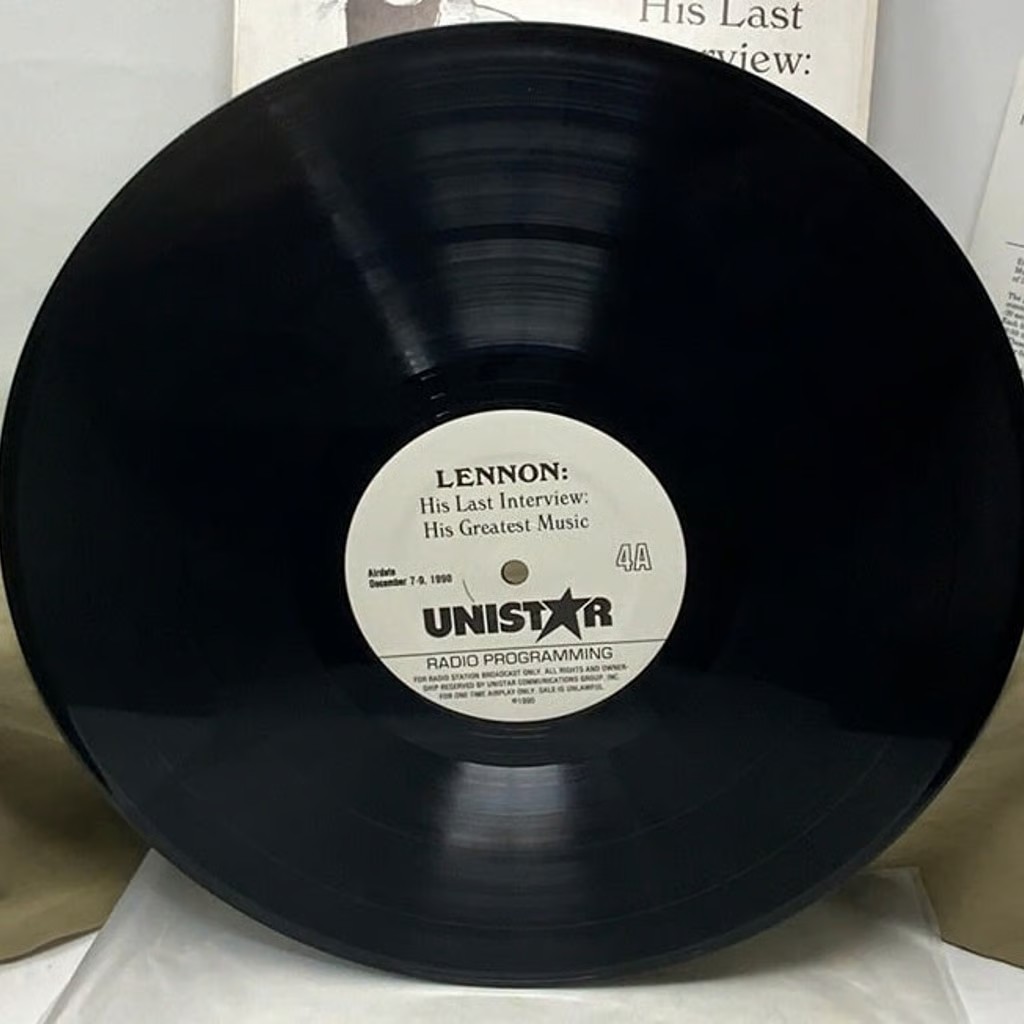 His Last
rview:
LENNON:
His Last Interview:
His Greatest Music
4A
Airdate
December 7-9, 1990
UNISTAR
RADIO PROGRAMMING
FOR RADIO STATION BROADCAST ONLY. ALL RIGHTS AND OWNER-
SHIP RESERVED BY UNISTAR COMMUNICATIONS GROUP, INC.
FOR ONE TIME AIRPLAY ONLY. SALE IS UNLAWFUL.
©1990